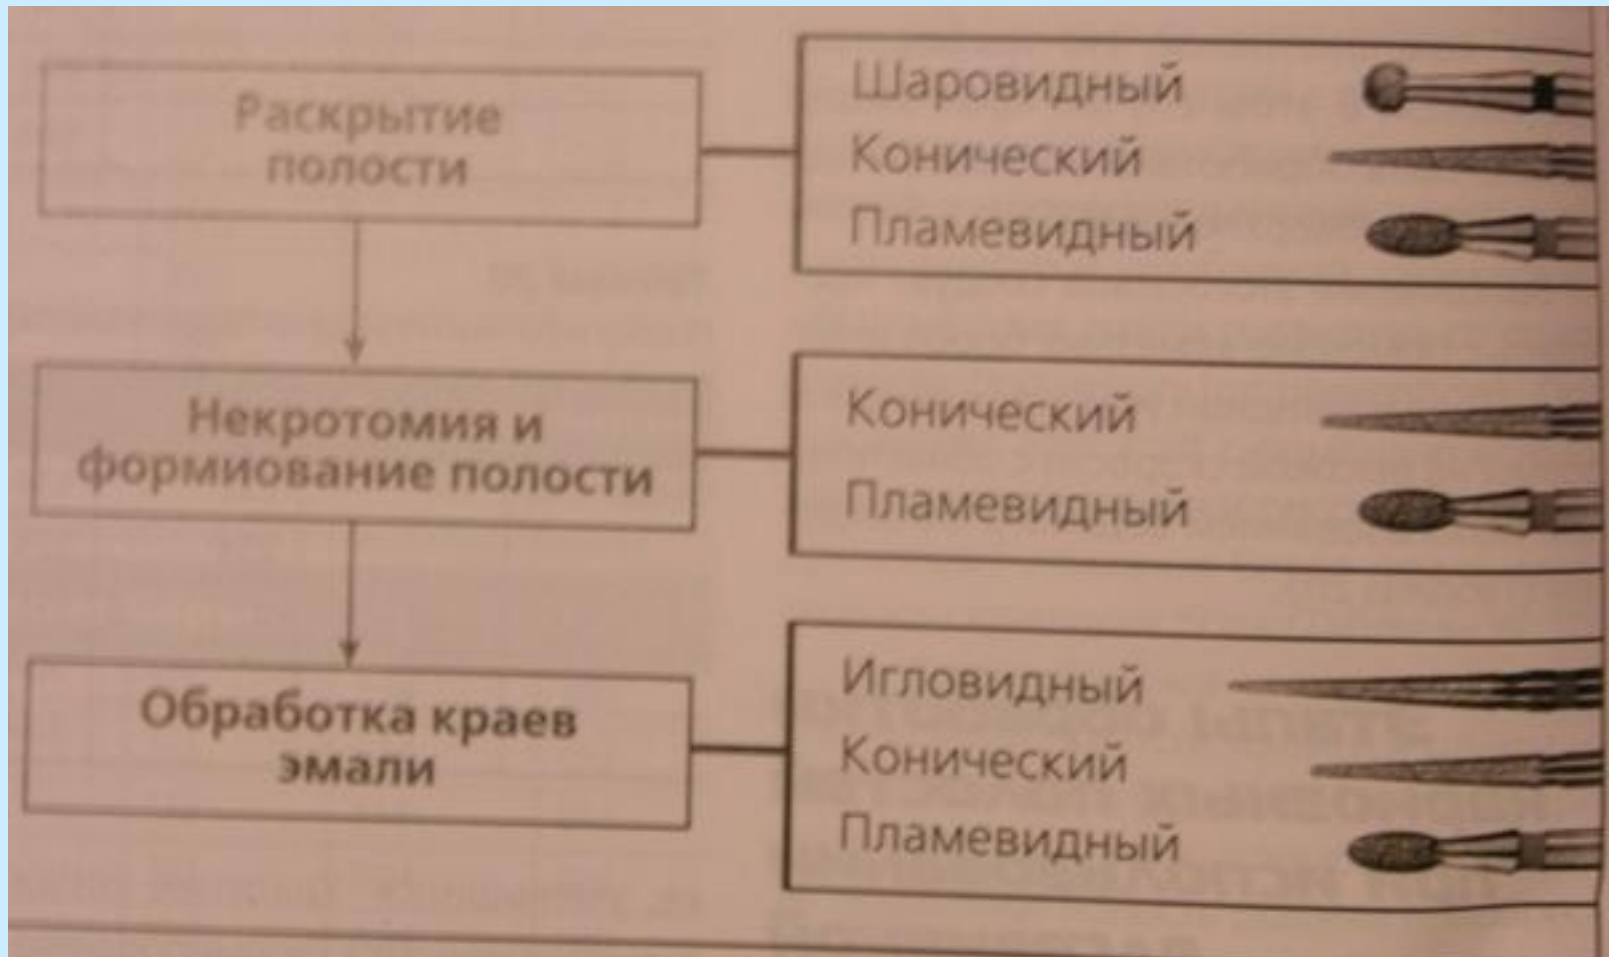 Раскрытие
полости
Шаровидный
Конический
Пламевидный
Некротомия и
формиование полости
Конический
Пламевидный
Обработка краев
эмали
Игловидный
Конический
Пламевидный